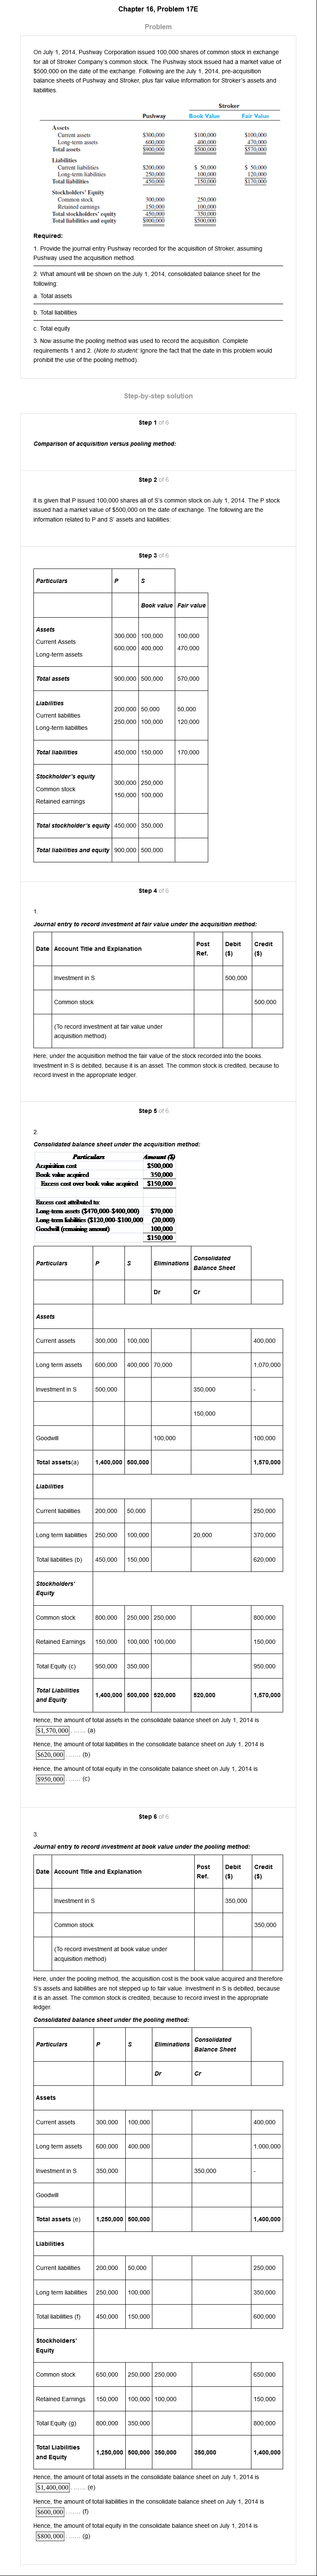 Chapter 16, Problem 17E
Problem
On July 1, 2014, Pushway Corporation issued 100,000 shares of common stock in exchange
for all of Stroker Company's common stock. The Pushway stock issued had a market value of
$500,000 on the date of the exchange. Following are the July 1, 2014, pre-acquisition
balance sheets of Pushway and Stroker, plus fair value information for Stroker's assets and
liabilities.
Stroker
Pushway Book Value Fair Value
Assets
Current assets $300,000 $100,000 $100,000
Long-term assets 600,000 400,000 470,000
Total assets $900,000 $500,000 $570,000
Liabilities
Current liabilities $200,000 $ 50,000 $ 50,000
Long-term liabilities 250,000 100,000 120,000
Total liabilities 450,000 150,000 $170,000
Stockholders' Equity
Common stock 300,000 250,000
Retained earnings 150,000 100,000
Total stockholders' equity 450,000 350,000
Total liabilities and equity $900,000 $500,000
Required:
1. Provide the journal entry Pushway recorded for the acquisition of Stroker, assuming
Pushway used the acquisition method.
2. What amount will be shown on the July 1, 2014, consolidated balance sheet for the
following:
a. Total assets
b. Total liabilities
c. Total equity
3. Now assume the pooling method was used to record the acquisition. Complete
requirements 1 and 2. (Note to student: Ignore the fact that the date in this problem would
prohibit the use of the pooling method).
Step-by-step solution
Step 1 of 6
Comparison of acquisition versus pooling method:
Step 2 of 6
It is given that P issued 100,000 shares all of S's common stock on July 1, 2014. The P stock
issued had a market value of $500,000 on the date of exchange. The following are the
information related to P and S' assets and liabilities:
Step 3 of 6
Particulars P S
Book value Fair value
Assets
Current Assets 300,000 100,000 100,000
Long-term assets 600,000 400,000 470,000
Total assets 900,000 500,000 570,000
Liabilities
Current liabilities 200,000 50,000 50,000
Long-term liabilities 250,000 100,000 120,000
Total liabilities 450,000 150,000 170,000
Stockholder's equity
Common stock 300,000 250,000
Retained earnings 150,000 100,000
Total stockholder's equity 450,000 350,000
Total liabilities and equity 900,000 500,000
Step 4 of 6
1.
Journal entry to record investment at fair value under the acquisition method:
Date Account Title and Explanation Post Ref. Debit ($) Credit ($)
Investment in S 500,000
Common stock 500,000
(To record investment at fair value under
acquisition method)
Here, under the acquisition method the fair value of the stock recorded into the books.
Investment in S is debited, because it is an asset. The common stock is credited, because to
record invest in the appropriate ledger.
Step 5 of 6
2.
Consolidated balance sheet under the acquisition method:
Particulars Amount ($)
Acquisition cost $500,000
Book value acquired 350,000
Excess cost over book value acquired $150,000
Excess cost attributed to:
Long-term assets ($470,000-$400,000) $70,000
Long-term liabilities ($120,000-$100,000 (20,000)
Goodwill (remaining amount) 100,000
$150,000
Particulars P S Eliminations Consolidated Balance Sheet
Dr Cr
Assets
Current assets 300,000 100,000 400,000
Long term assets 600,000 400,000 70,000 1,070,000
Investment in S 500,000 350,000 -
150,000
Goodwill 100,000 100,000
Total assets(a) 1,400,000 500,000 1,570,000
Liabilities
Current liabilities 200,000 50,000 250,000
Long term liabilities 250,000 100,000 20,000 370,000
Total liabilities (b) 450,000 150,000 620,000
Stockholders'
Equity
Common stock 800,000 250,000 250,000 800,000
Retained Earnings 150,000 100,000 100,000 150,000
Total Equity (c) 950,000 350,000 950,000
Total Liabilities
and Equity 1,400,000 500,000 520,000 520,000 1,570,000
Hence, the amount of total assets in the consolidate balance sheet on July 1, 2014 is
$1,570,000 ...... (a)
Hence, the amount of total liabilities in the consolidate balance sheet on July 1, 2014 is
$620,000 ...... (b)
Hence, the amount of total equity in the consolidate balance sheet on July 1, 2014 is
$950,000 ...... (c)
Step 6 of 6
3.
Journal entry to record investment at book value under the pooling method:
Date Account Title and Explanation Post Ref. Debit ($) Credit ($)
Investment in S 350,000
Common stock 350,000
(To record investment at book value under
acquisition method)
Here, under the pooling method, the acquisition cost is the book value acquired and therefore
S's assets and liabilities are not stepped up to fair value. Investment in S is debited, because
it is an asset. The common stock is credited, because to record invest in the appropriate
ledger.
Consolidated balance sheet under the pooling method:
Particulars P S Eliminations Consolidated Balance Sheet
Dr Cr
Assets
Current assets 300,000 100,000 400,000
Long term assets 600,000 400,000 1,000,000
Investment in S 350,000 350,000 -
Goodwill
Total assets (e) 1,250,000 500,000 1,400,000
Liabilities
Current liabilities 200,000 50,000 250,000
Long term liabilities 250,000 100,000 350,000
Total liabilities (f) 450,000 150,000 600,000
Stockholders'
Equity
Common stock 650,000 250,000 250,000 650,000
Retained Earnings 150,000 100,000 100,000 150,000
Total Equity (g) 800,000 350,000 800,000
Total Liabilities
and Equity 1,250,000 500,000 350,000 350,000 1,400,000
Hence, the amount of total assets in the consolidate balance sheet on July 1, 2014 is
$1,400,000 ...... (e)
Hence, the amount of total liabilities in the consolidate balance sheet on July 1, 2014 is
$600,000 ...... (f)
Hence, the amount of total equity in the consolidate balance sheet on July 1, 2014 is
$800,000 ...... (g)